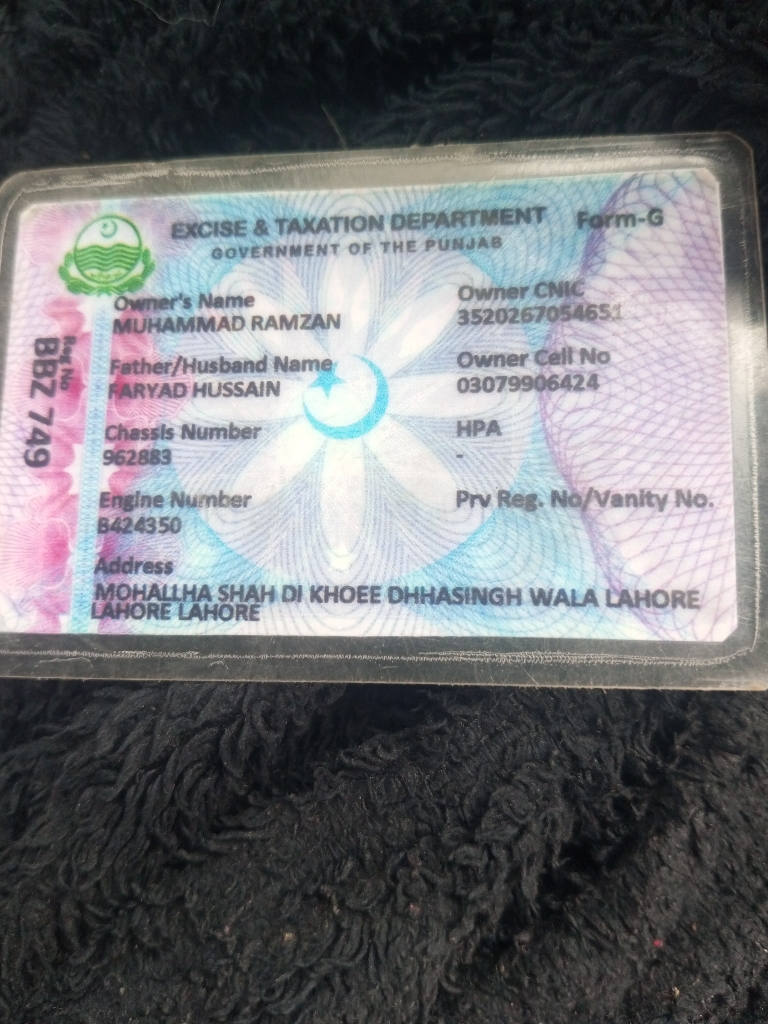 EXCISE & TAXATION DEPARTMENT Form-G
GOVERNMENT OF THE PUNJAB
Reg No
BBZ 749
Owner's Name
MUHAMMAD RAMZAN
Owner CNIC
3520267054651
Father/Husband Name
FARYAD HUSSAIN
Owner Cell No
03079906424
Chassis Number
962883
HPA
-
Engine Number
B424350
Prv Reg. No/Vanity No.
Address
MOHALLHA SHAH DI KHOEE DHHASINGH WALA LAHORE
LAHORE LAHORE